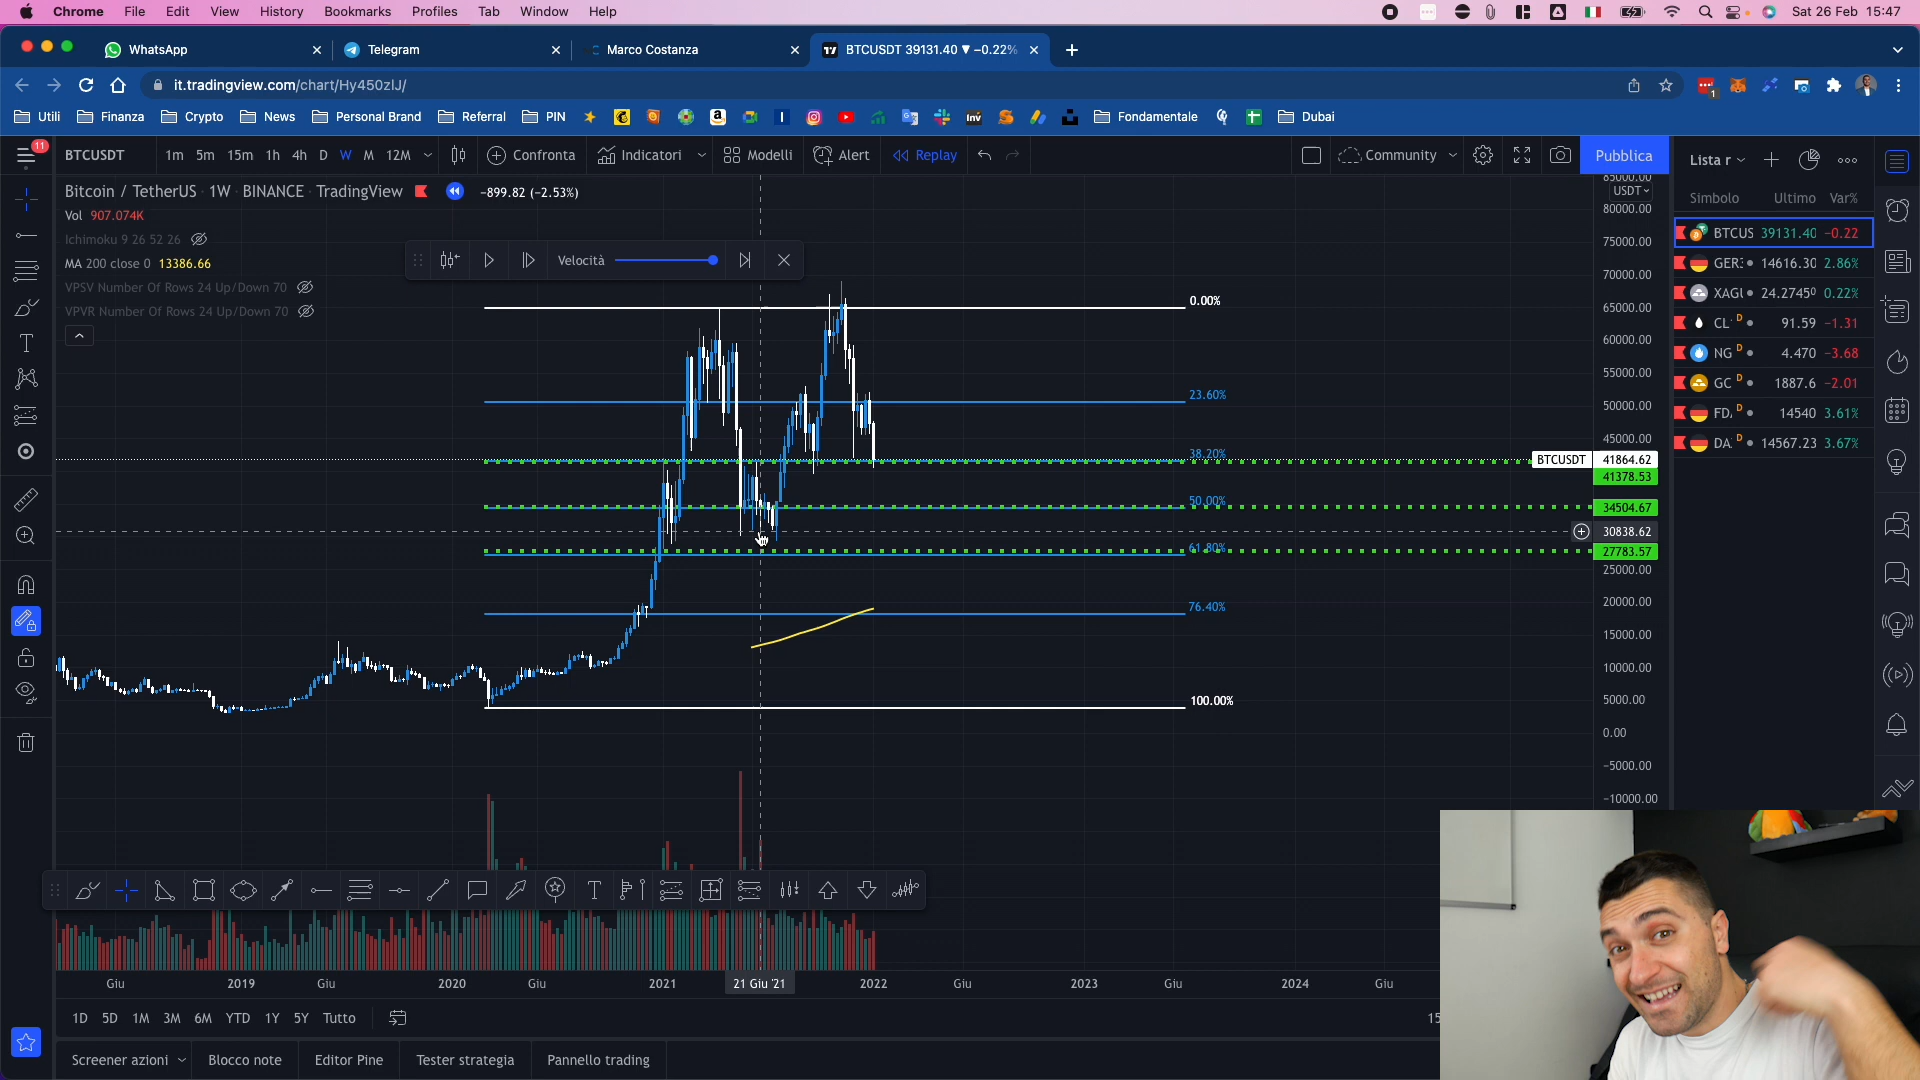 Chrome File Edit View History Bookmarks Profiles Tab Window Help Sat 26 Feb 15:47
WhatsApp Telegram Marco Costanza BTCUSDT 39131.40 ▼ −0.22%
it.tradingview.com/chart/Hy450zIJ/
Utili Finanza Crypto News Personal Brand Referral PIN Fondamentale Dubai
11 BTCUSDT 1m 5m 15m 1h 4h D W M 12M Confronta Indicatori Modelli Alert Replay Community Pubblica Lista r
Bitcoin / TetherUS · 1W · BINANCE · TradingView −899.82 (−2.53%)
Vol 907.074K
Ichimoku 9 26 52 26
MA 200 close 0 13386.66
VPSV Number Of Rows 24 Up/Down 70
VPVR Number Of Rows 24 Up/Down 70
Velocità
0.00%
23.60%
38.20%
50.00%
61.80%
76.40%
100.00%
85000.00
USDT
80000.00
75000.00
70000.00
65000.00
60000.00
55000.00
50000.00
45000.00
BTCUSDT 41864.62
41378.53
34504.67
30838.62
27783.57
25000.00
20000.00
15000.00
10000.00
5000.00
0.00
−5000.00
−10000.00
Simbolo Ultimo Var%
BTCUS 39131.40 −0.22
GER: 14616.30 2.86%
XAGU 24.2745⁰ 0.22%
CL D 91.59 −1.31
NG D 4.470 −3.68
GC D 1887.6 −2.01
FD D 14540 3.61%
DA D 14567.23 3.67%
Giu 2019 Giu 2020 Giu 2021 21 Giu '21 2022 Giu 2023 Giu 2024 Giu
1D 5D 1M 3M 6M YTD 1Y 5Y Tutto 15
Screener azioni Blocco note Editor Pine Tester strategia Pannello trading